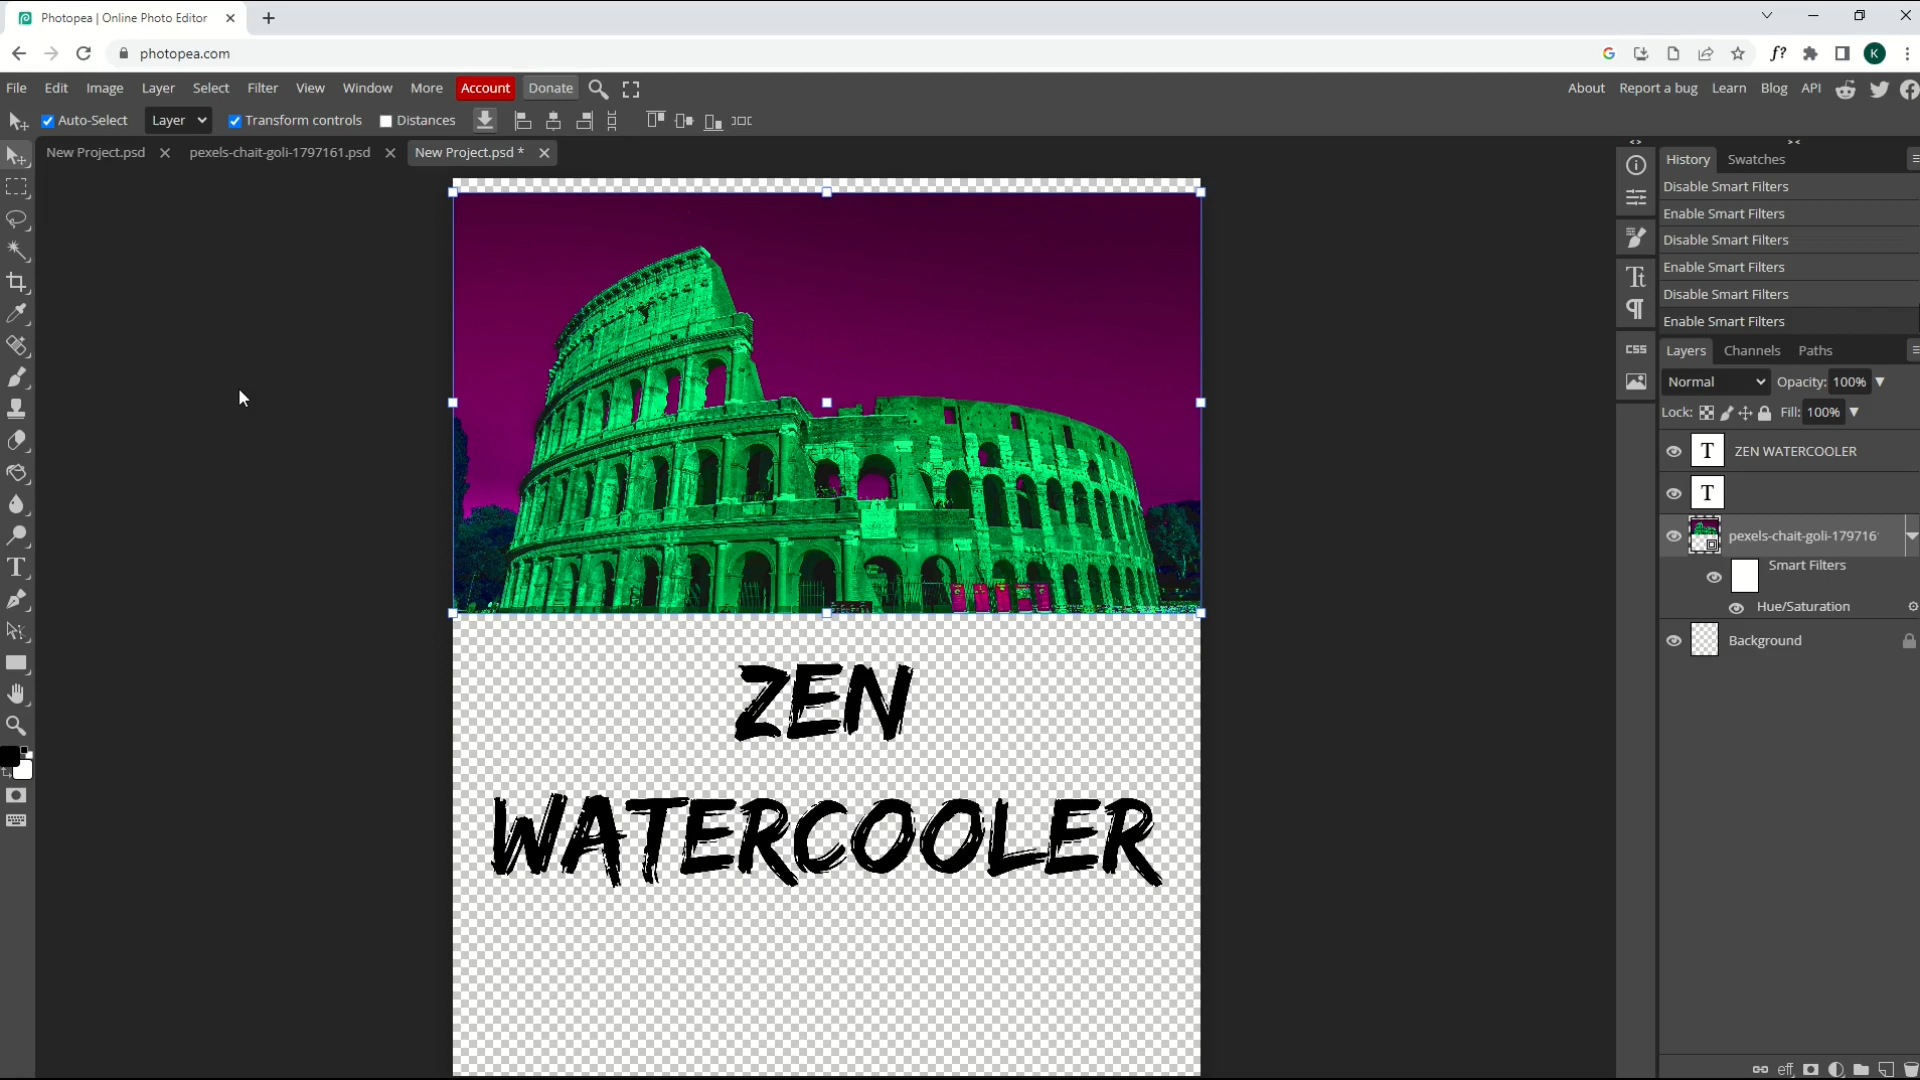 Photopea | Online Photo Editor
photopea.com
f?
K
File Edit Image Layer Select Filter View Window More Account Donate
About Report a bug Learn Blog API
Auto-Select Layer Transform controls Distances
New Project.psd pexels-chait-goli-1797161.psd New Project.psd *
History Swatches
Disable Smart Filters
Enable Smart Filters
Disable Smart Filters
Enable Smart Filters
Disable Smart Filters
Enable Smart Filters
CSS
Layers Channels Paths
Normal Opacity: 100%
Lock: Fill: 100%
T ZEN WATERCOOLER
T
pexels-chait-goli-179716
Smart Filters
Hue/Saturation
Background
eff
ZEN
WATERCOOLER